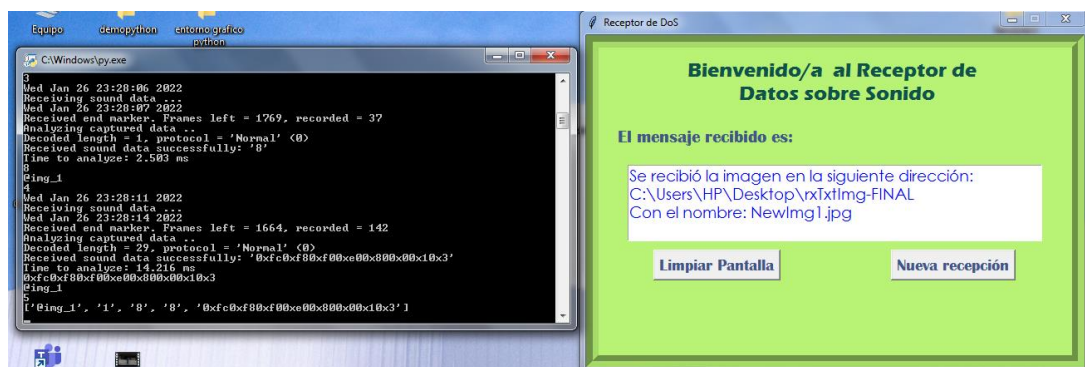 Equipo
demopython
entorno grafico
python
C:\Windows\py.exe
3
Wed Jan 26 23:28:06 2022
Receiving sound data ...
Wed Jan 26 23:28:07 2022
Received end marker. Frames left = 1769, recorded = 37
Analyzing captured data ..
Decoded length = 1, protocol = 'Normal' (0)
Received sound data successfully: '8'
Time to analyze: 2.503 ms
8
@img_1
4
Wed Jan 26 23:28:11 2022
Receiving sound data ...
Wed Jan 26 23:28:14 2022
Received end marker. Frames left = 1664, recorded = 142
Analyzing captured data ..
Decoded length = 29, protocol = 'Normal' (0)
Received sound data successfully: '0xfc0xf80xf00xe00x800x00x10x3'
Time to analyze: 14.216 ms
0xfc0xf80xf00xe00x800x00x10x3
@img_1
5
['@img_1', '1', '8', '8', '0xfc0xf80xf00xe00x800x00x10x3']
Receptor de DoS
Bienvenido/a al Receptor de
Datos sobre Sonido
El mensaje recibido es:
Se recibió la imagen en la siguiente dirección:
C:\Users\HP\Desktop\rxTxtImg-FINAL
Con el nombre: NewImg1.jpg
Limpiar Pantalla
Nueva recepción